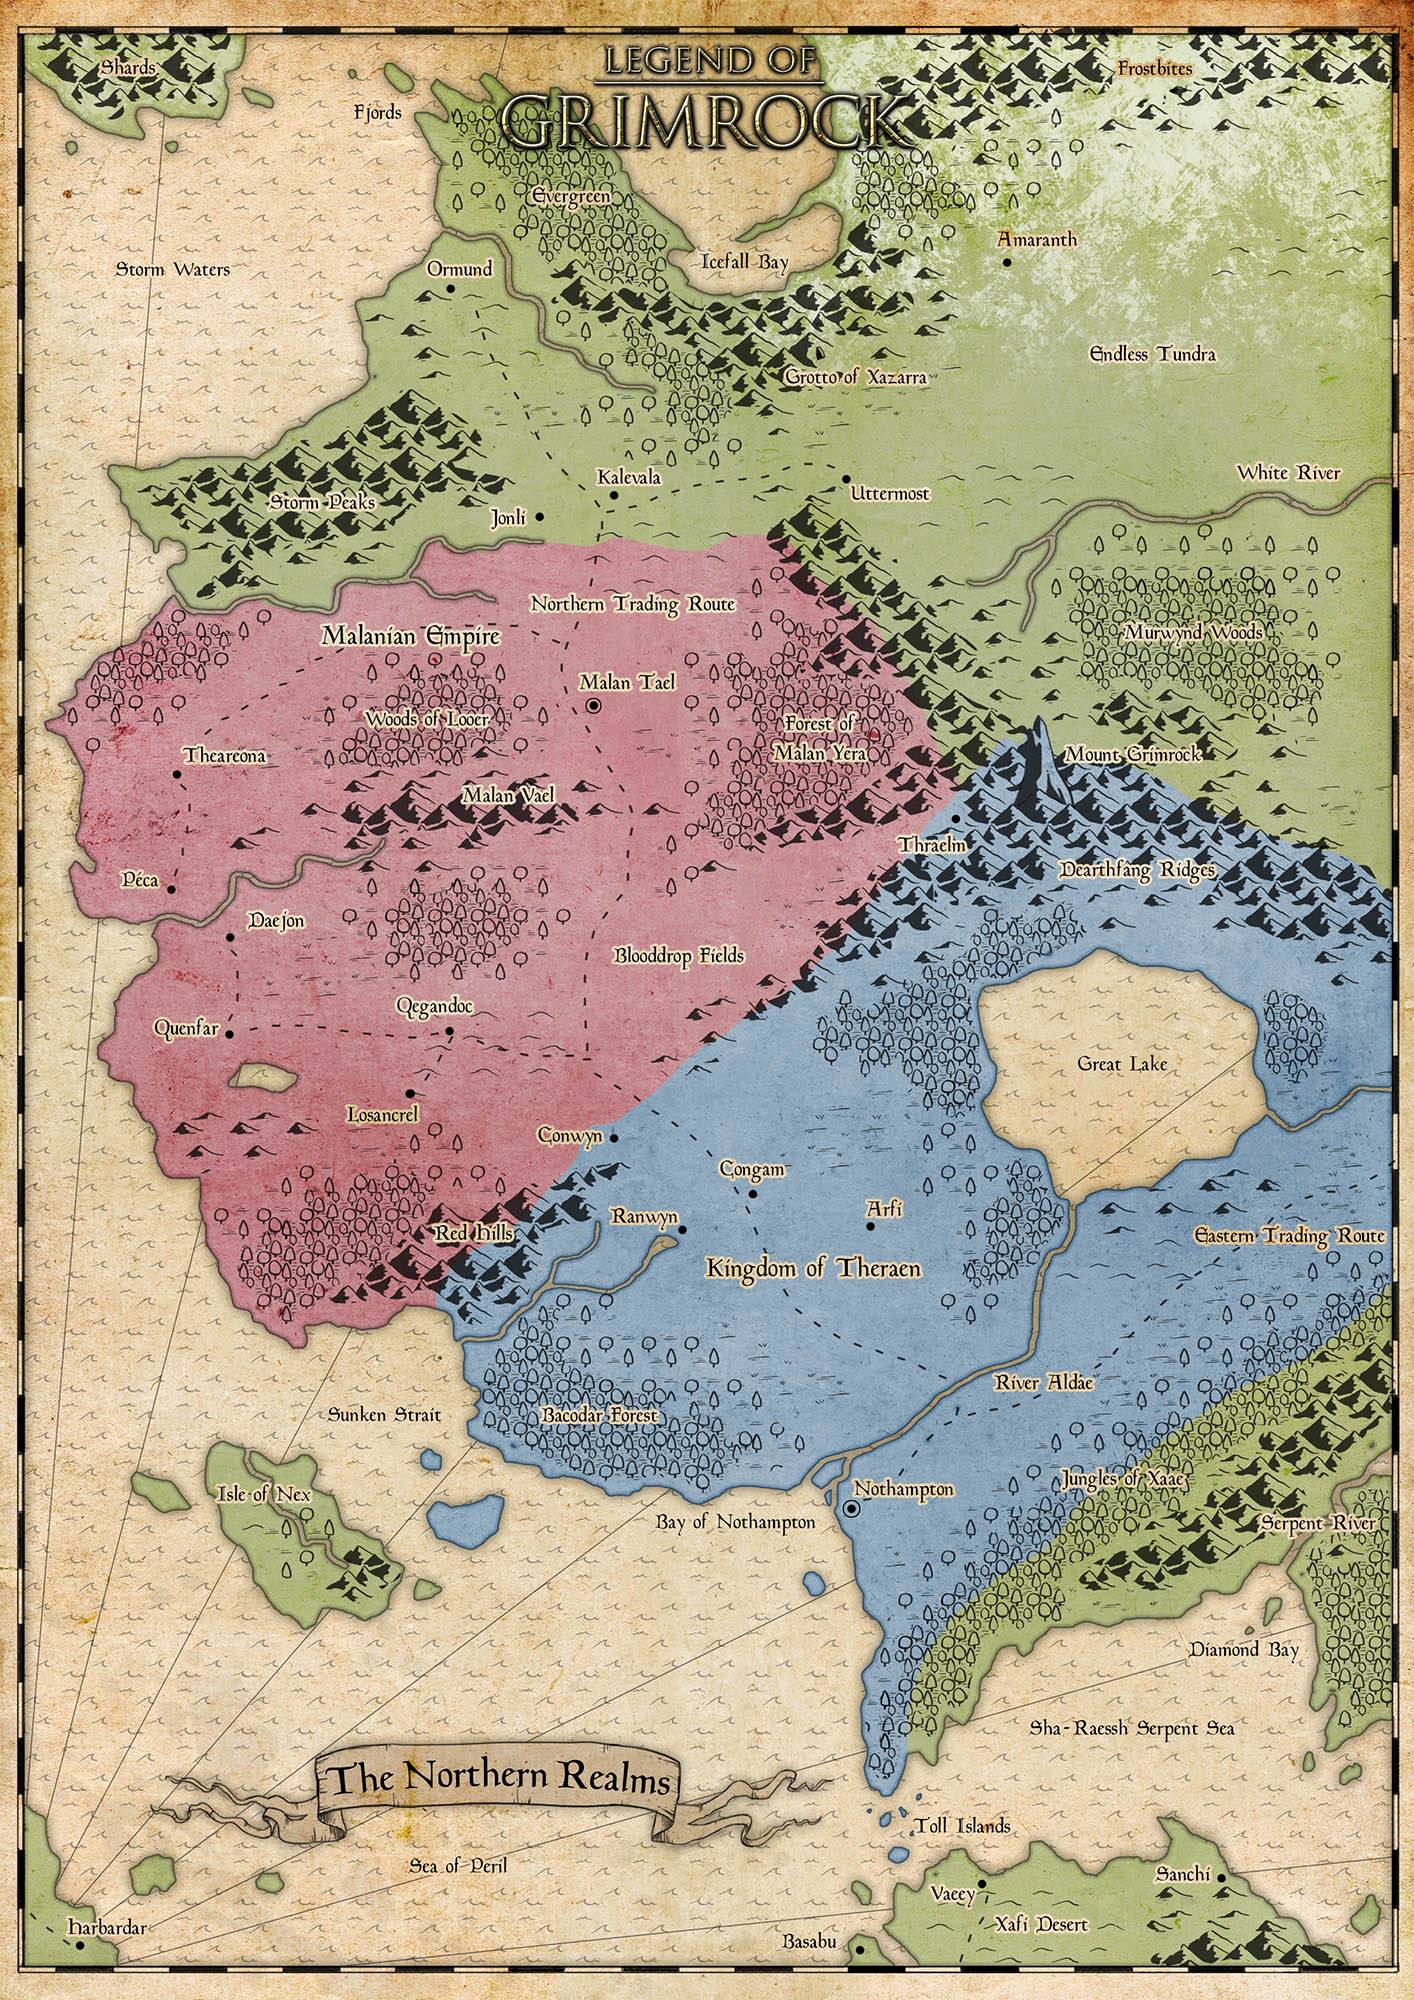 LEGEND OF
GRIMROCK
Shards
Frostbites
Fjords
Evergreen
Amaranth
Storm Waters
Ormund
Icefall Bay
Endless Tundra
Grotto of Xazarra
Kalevala
White River
Uttermost
Storm Peaks
Jonli
Northern Trading Route
Malanian Empire
Murwynd Woods
Malan Tael
Woods of Looer
Forest of
Malan Yera
Theareona
Mount Grimrock
Malan Vael
Thraelin
Dearthfang Ridges
Péca
Daejon
Blooddrop Fields
Qegandoc
Quenfar
Great Lake
Losancrel
Conwyn
Congam
Ranwyn
Arfi
Red hills
Eastern Trading Route
Kingdom of Theraen
River Aldae
Sunken Strait
Bacodar Forest
Jungles of Xaae
Isle of Nex
Nothampton
Bay of Nothampton
Serpent River
Diamond Bay
Sha-Raessh Serpent Sea
The Northern Realms
Toll Islands
Sea of Peril
Sanchi
Vaeey
Xafi Desert
harbardar
Basabu